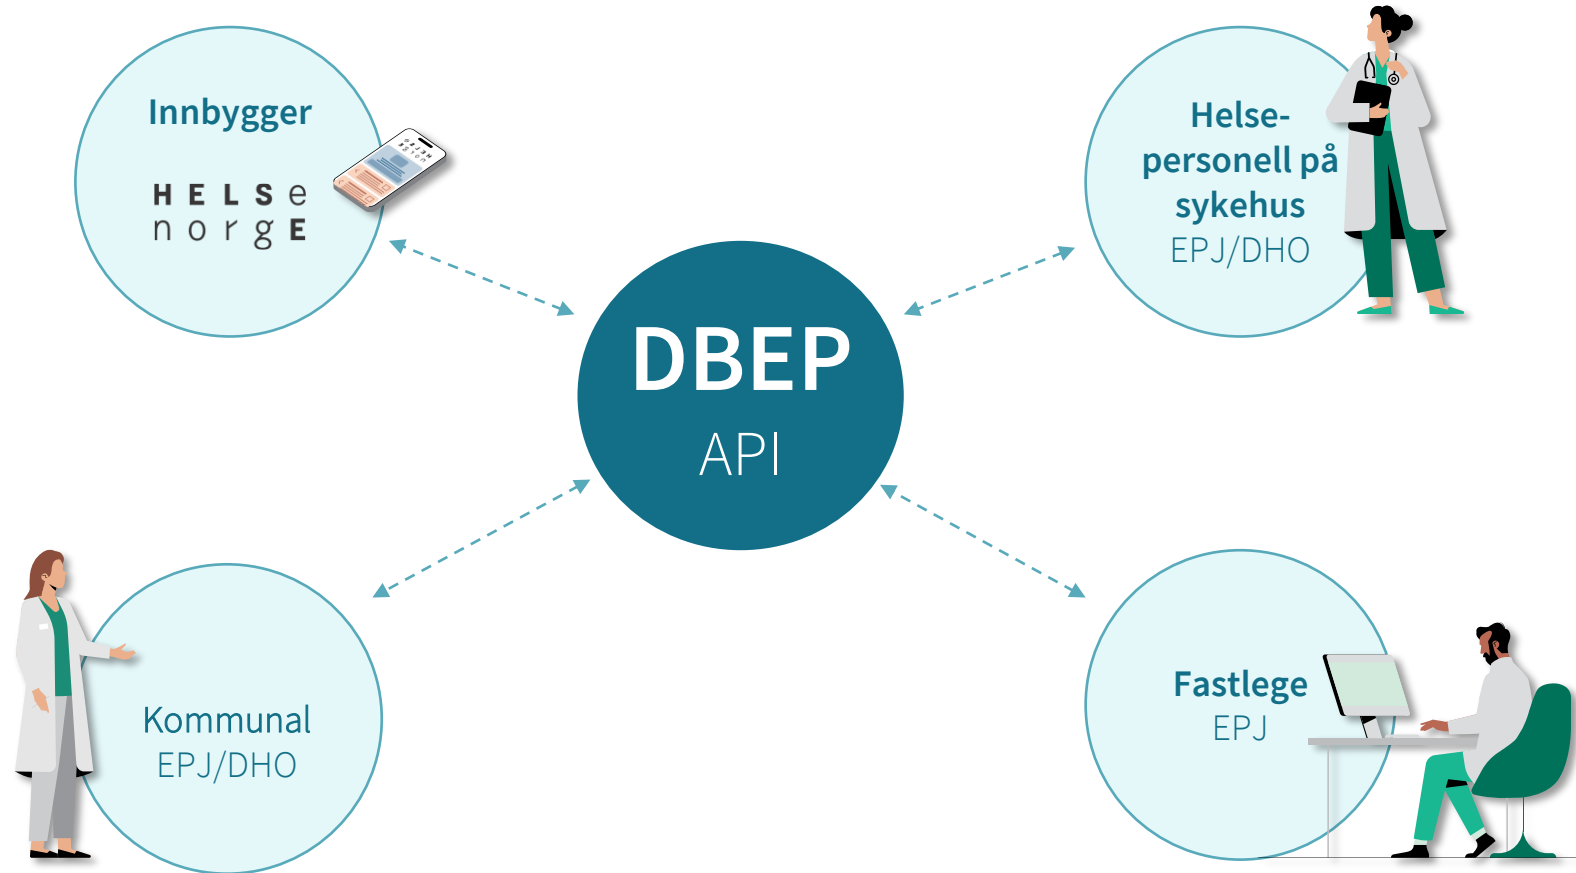 Innbygger
HELSe
norgE
Helse-
personell på
sykehus
EPJ/DHO
DBEP
API
Kommunal
EPJ/DHO
Fastlege
EPJ